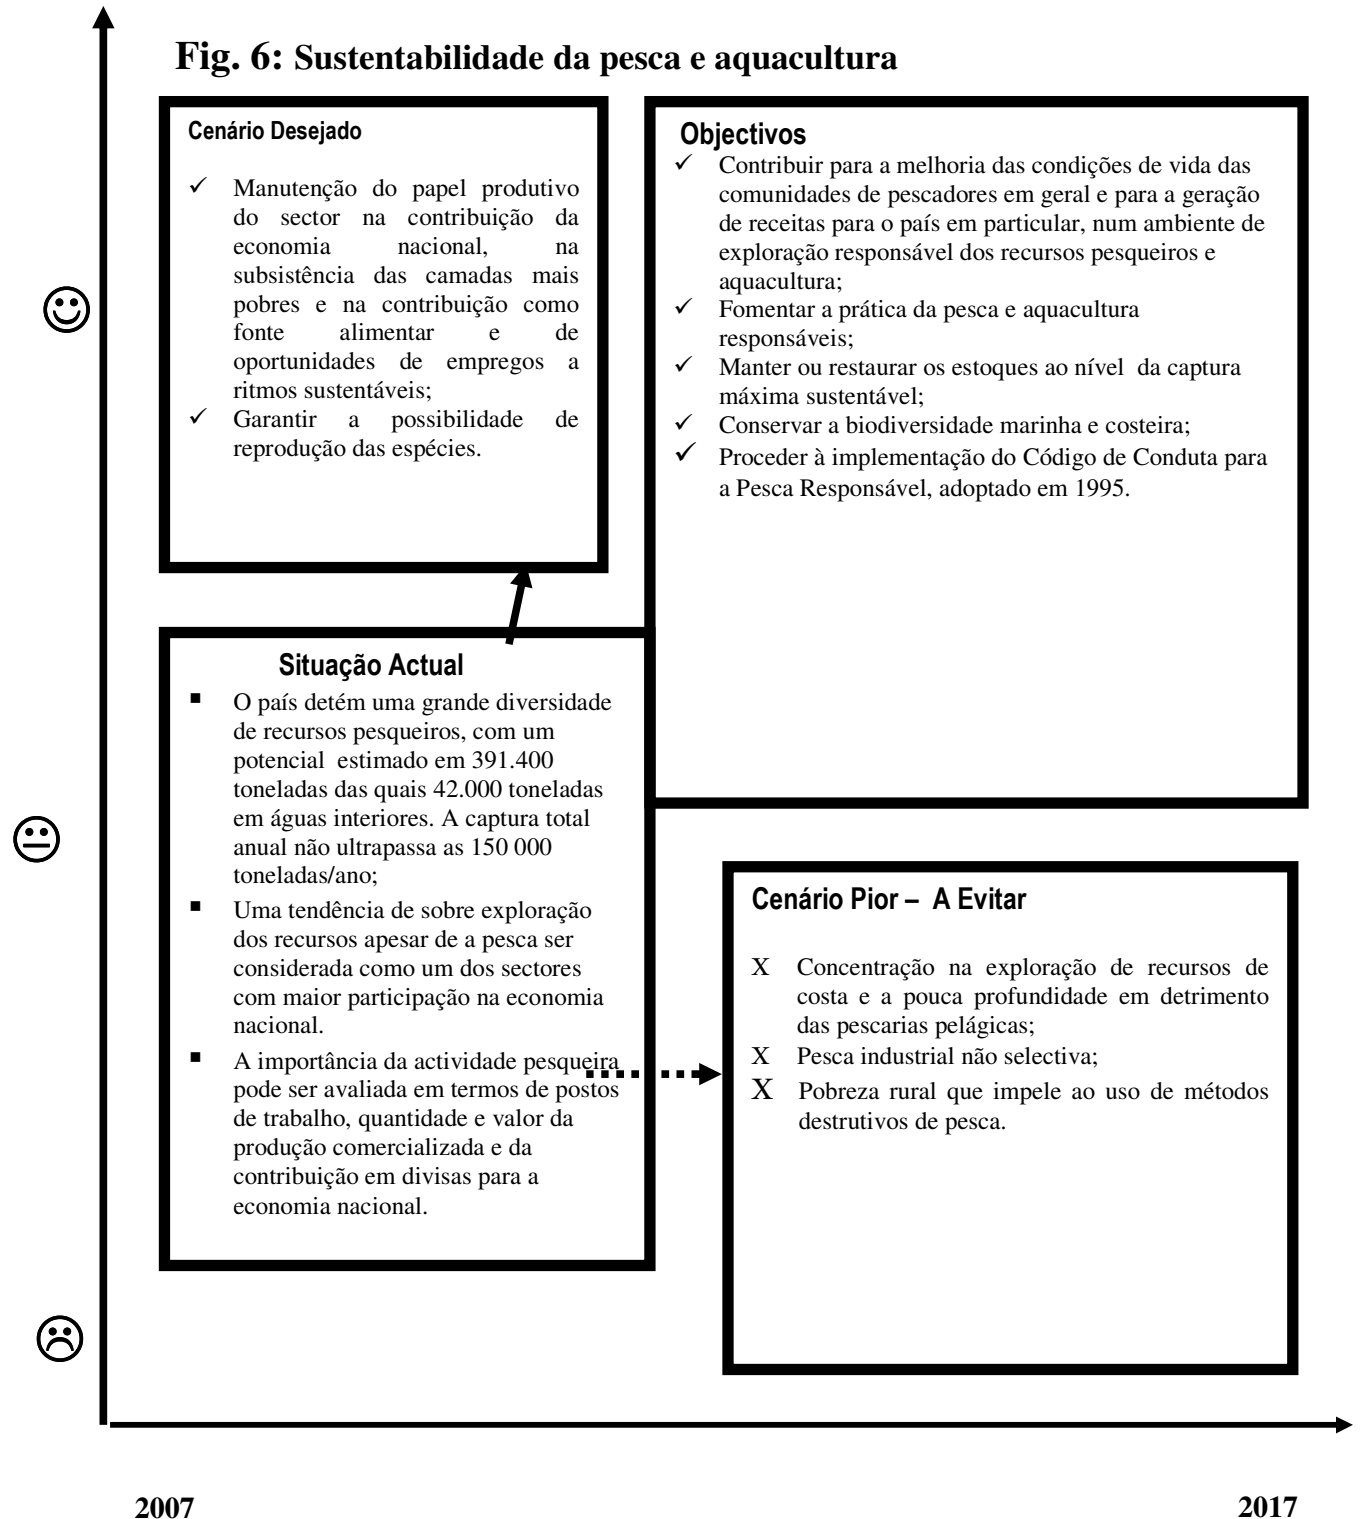 Fig. 6: Sustentabilidade da pesca e aquacultura
Cenário Desejado
✓ Manutenção do papel produtivo
do sector na contribuição da
economia nacional, na
subsistência das camadas mais
pobres e na contribuição como
fonte alimentar e de
oportunidades de empregos a
ritmos sustentáveis;
✓ Garantir a possibilidade de
reprodução das espécies.
Objectivos
✓ Contribuir para a melhoria das condições de vida das
comunidades de pescadores em geral e para a geração
de receitas para o país em particular, num ambiente de
exploração responsável dos recursos pesqueiros e
aquacultura;
✓ Fomentar a prática da pesca e aquacultura
responsáveis;
✓ Manter ou restaurar os estoques ao nível da captura
máxima sustentável;
✓ Conservar a biodiversidade marinha e costeira;
✓ Proceder à implementação do Código de Conduta para
a Pesca Responsável, adoptado em 1995.
Situação Actual
▪ O país detém uma grande diversidade
de recursos pesqueiros, com um
potencial estimado em 391.400
toneladas das quais 42.000 toneladas
em águas interiores. A captura total
anual não ultrapassa as 150 000
toneladas/ano;
▪ Uma tendência de sobre exploração
dos recursos apesar de a pesca ser
considerada como um dos sectores
com maior participação na economia
nacional.
▪ A importância da actividade pesqueira
pode ser avaliada em termos de postos
de trabalho, quantidade e valor da
produção comercializada e da
contribuição em divisas para a
economia nacional.
Cenário Pior – A Evitar
X Concentração na exploração de recursos de
costa e a pouca profundidade em detrimento
das pescarias pelágicas;
X Pesca industrial não selectiva;
X Pobreza rural que impele ao uso de métodos
destrutivos de pesca.
2007
2017